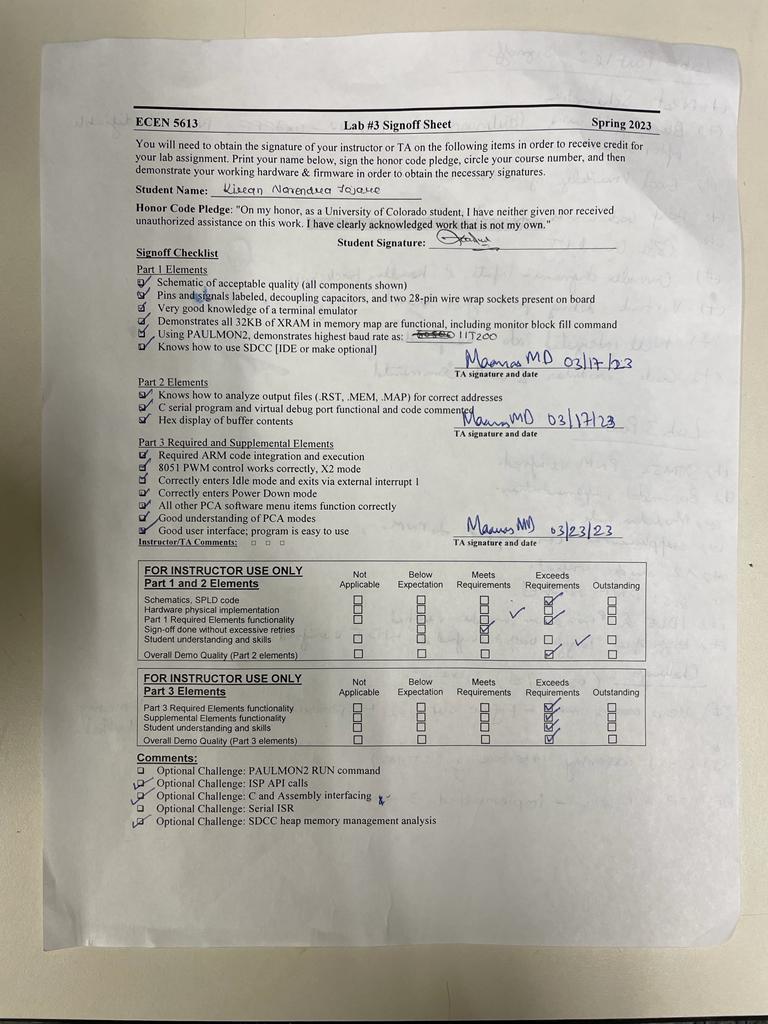 ECEN 5613 Lab #3 Signoff Sheet Spring 2023
You will need to obtain the signature of your instructor or TA on the following items in order to receive credit for
your lab assignment. Print your name below, sign the honor code pledge, circle your course number, and then
demonstrate your working hardware & firmware in order to obtain the necessary signatures.
Student Name: Kiran Narendra
Honor Code Pledge: "On my honor, as a University of Colorado student, I have neither given nor received
unauthorized assistance on this work. I have clearly acknowledged work that is not my own."
Student Signature:
Signoff Checklist
Part 1 Elements
Schematic of acceptable quality (all components shown)
Pins and signals labeled, decoupling capacitors, and two 28-pin wire wrap sockets present on board
Very good knowledge of a terminal emulator
Demonstrates all 32KB of XRAM in memory map are functional, including monitor block fill command
Using PAULMON2, demonstrates highest baud rate as: 115200
Knows how to use SDCC [IDE or make optional]
Maanas MD 03/17/23
TA signature and date
Part 2 Elements
Knows how to analyze output files (.RST, .MEM, .MAP) for correct addresses
C serial program and virtual debug port functional and code commented
Hex display of buffer contents
Maanas MD 03/17/23
TA signature and date
Part 3 Required and Supplemental Elements
Required ARM code integration and execution
8051 PWM control works correctly, X2 mode
Correctly enters Idle mode and exits via external interrupt 1
Correctly enters Power Down mode
All other PCA software menu items function correctly
Good understanding of PCA modes
Good user interface; program is easy to use
Maanas MD 03/23/23
Instructor/TA Comments: TA signature and date
FOR INSTRUCTOR USE ONLY
Part 1 and 2 Elements
Not Applicable Below Expectation Meets Requirements Exceeds Requirements Outstanding
Schematics, SPLD code
Hardware physical implementation
Part 1 Required Elements functionality
Sign-off done without excessive retries
Student understanding and skills
Overall Demo Quality (Part 2 elements)
FOR INSTRUCTOR USE ONLY
Part 3 Elements
Not Applicable Below Expectation Meets Requirements Exceeds Requirements Outstanding
Part 3 Required Elements functionality
Supplemental Elements functionality
Student understanding and skills
Overall Demo Quality (Part 3 elements)
Comments:
Optional Challenge: PAULMON2 RUN command
Optional Challenge: ISP API calls
Optional Challenge: C and Assembly interfacing
Optional Challenge: Serial ISR
Optional Challenge: SDCC heap memory management analysis